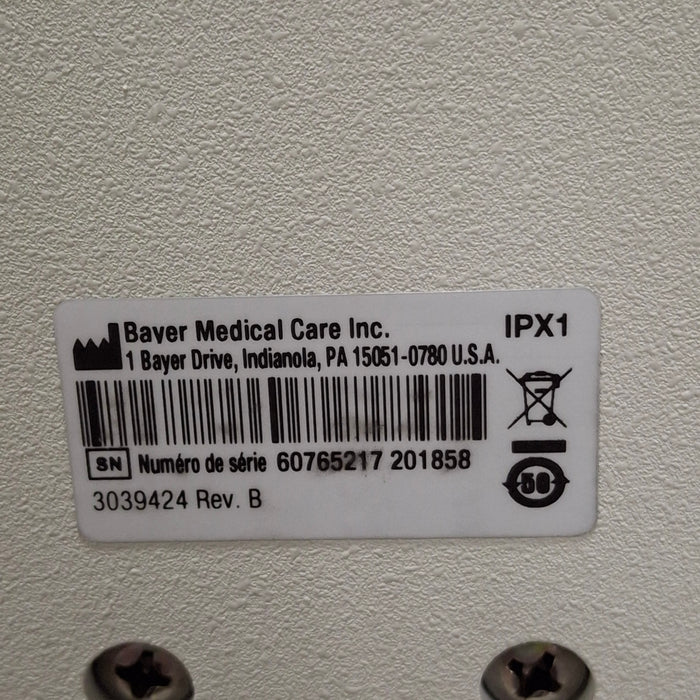 Bayer Medical Care Inc.
1 Bayer Drive, Indianola, PA 15051-0780 U.S.A.
IPX1
SN Numéro de série 60765217 201858
50
3039424 Rev. B